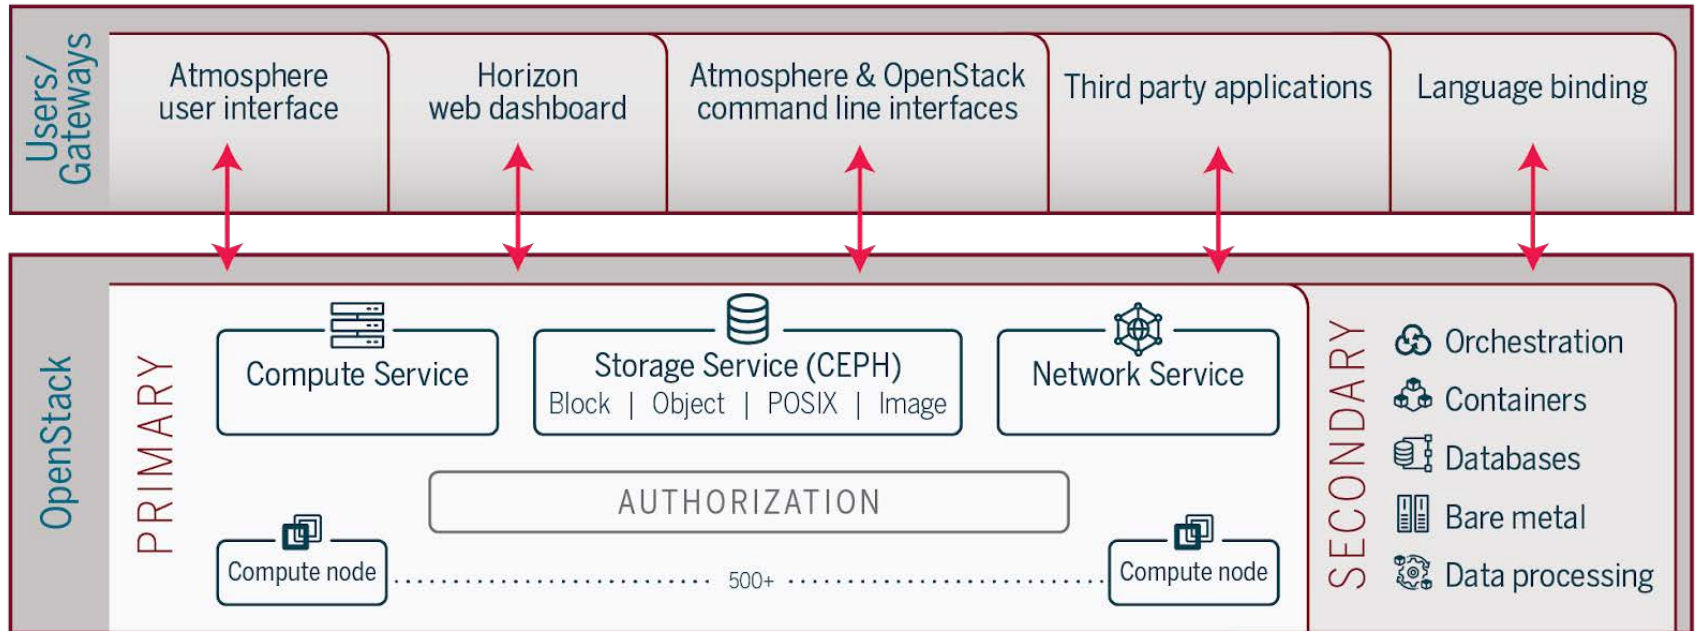 Users/
Gateways
Atmosphere
user interface
Horizon
web dashboard
Atmosphere & OpenStack
command line interfaces
Third party applications
Language binding
OpenStack
PRIMARY
Compute Service
Storage Service (CEPH)
Block | Object | POSIX | Image
Network Service
AUTHORIZATION
Compute node
500+
Compute node
SECONDARY
Orchestration
Containers
Databases
Bare metal
Data processing